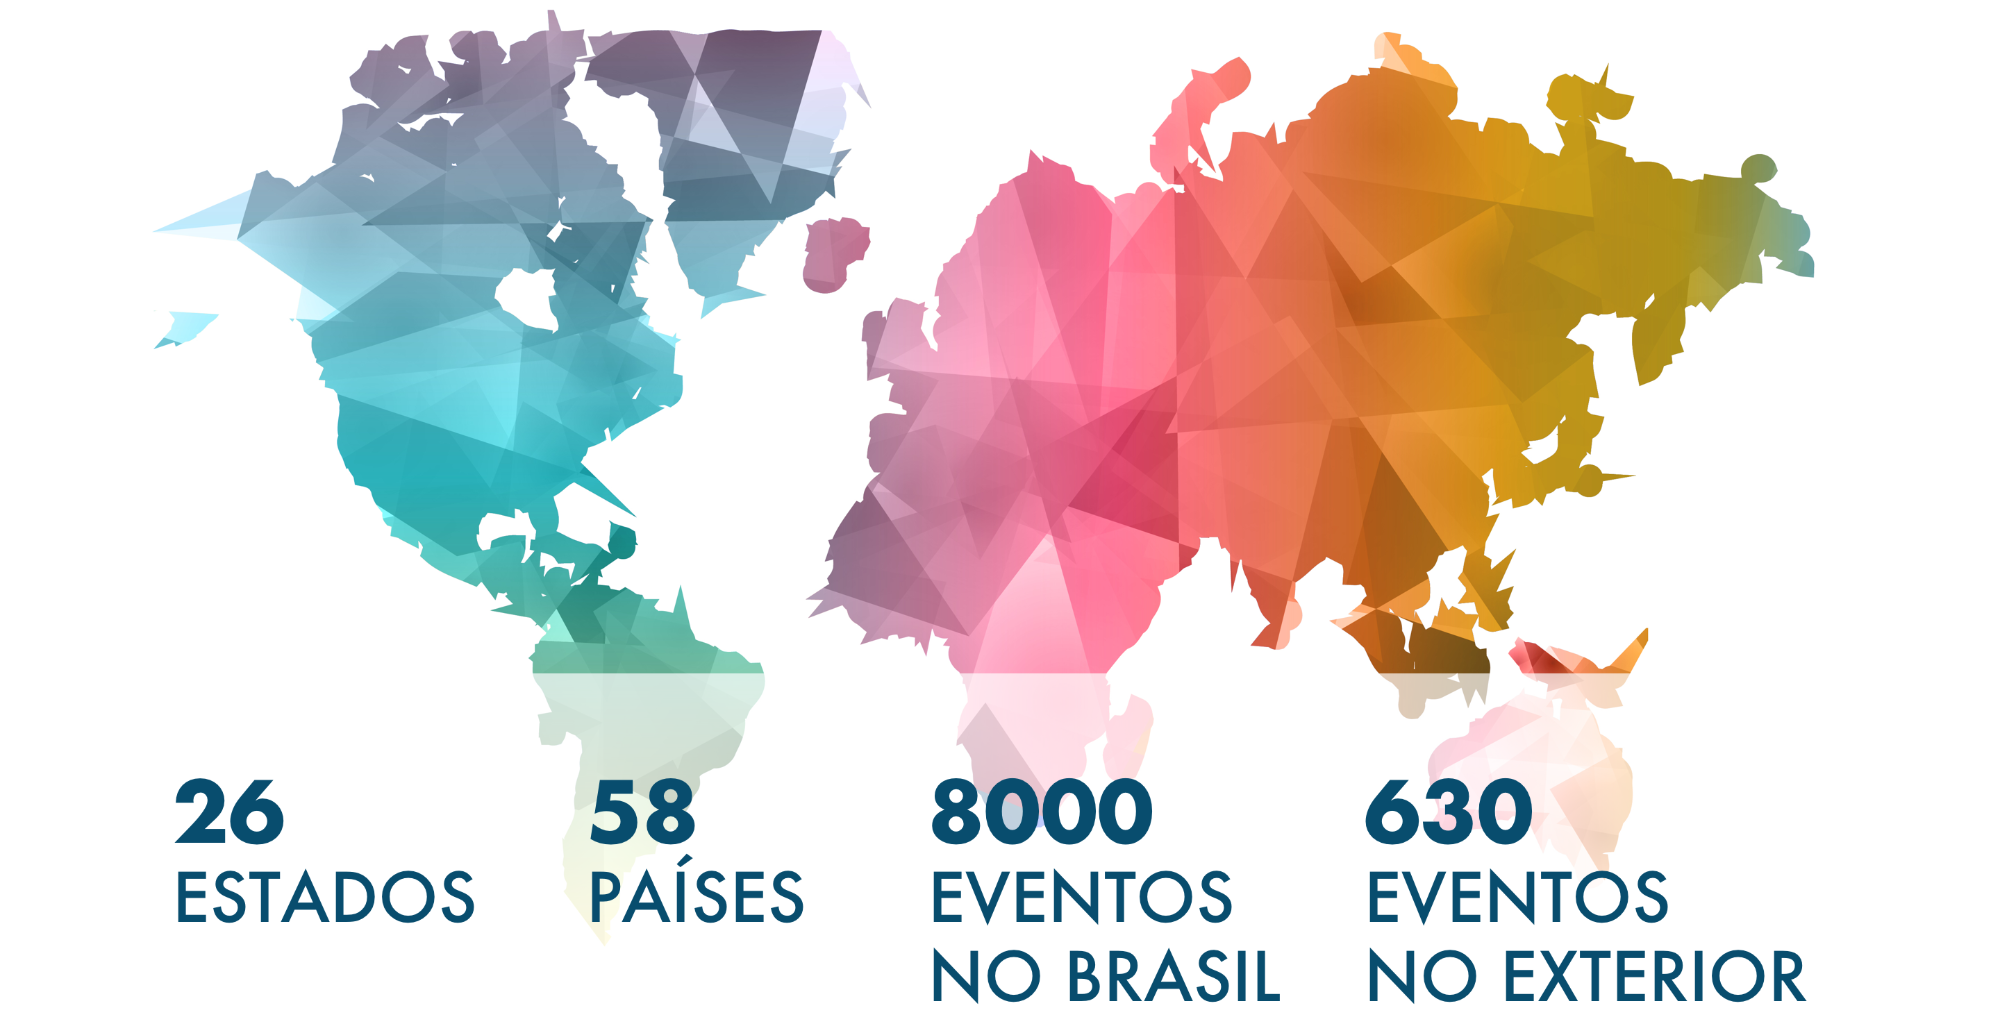 26
ESTADOS
58
PAÍSES
8000
EVENTOS
NO BRASIL
630
EVENTOS
NO EXTERIOR